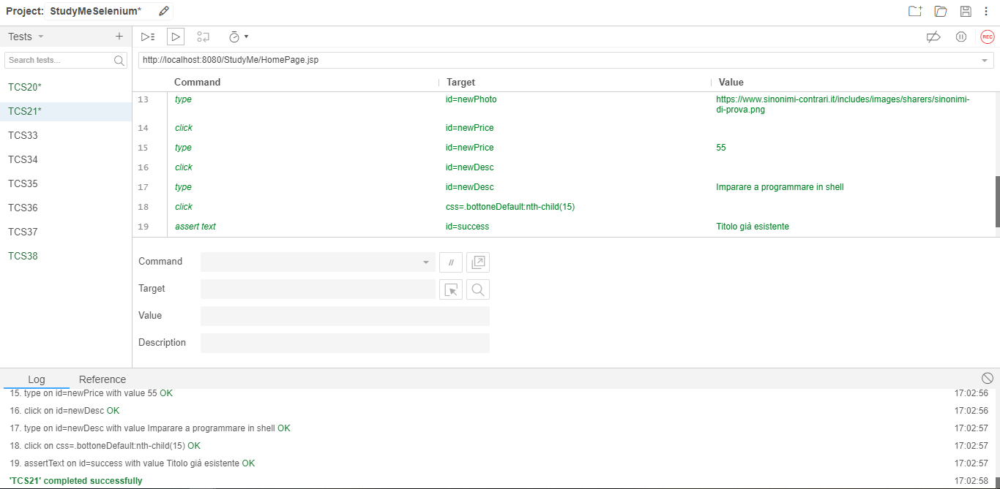 Project: StudyMeSelenium*
Tests
Search tests...
TCS20*
TCS21*
TCS33
TCS34
TCS35
TCS36
TCS37
TCS38
REC
http://localhost:8080/StudyMe/HomePage.jsp
Command Target Value
13 type id=newPhoto https://www.sinonimi-contrari.it/includes/images/sharers/sinonimi-
di-prova.png
14 click id=newPrice
15 type id=newPrice 55
16 click id=newDesc
17 type id=newDesc Imparare a programmare in shell
18 click css=.bottoneDefault:nth-child(15)
19 assert text id=success Titolo già esistente
Command //
Target
Value
Description
Log Reference
15. type on id=newPrice with value 55 OK 17:02:56
16. click on id=newDesc OK 17:02:56
17. type on id=newDesc with value Imparare a programmare in shell OK 17:02:57
18. click on css=.bottoneDefault:nth-child(15) OK 17:02:57
19. assertText on id=success with value Titolo già esistente OK 17:02:57
'TCS21' completed successfully 17:02:58